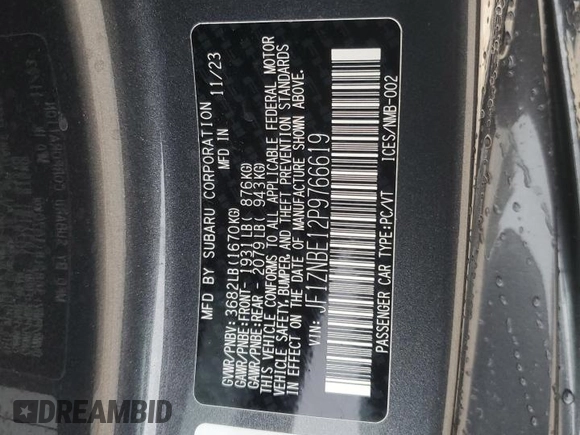 MFD BY SUBARU CORPORATION 11/23
MFD IN
GVWR/PNBV: 3682LB(1670KG)
GAWR/PNBE:FRONT- 1931LB( 876KG)
GAWR/PNBE:REAR - 2079LB( 943KG)
THIS VEHICLE CONFORMS TO ALL APPLICABLE FEDERAL MOTOR
VEHICLE SAFETY,BUMPER,AND THEFT PREVENTION STANDARDS
IN EFFECT ON THE DATE OF MANUFACTURE SHOWN ABOVE.
VIN: JF1ZNBE12P9766619
PASSENGER CAR TYPE:PC/VT ICES/NMB-002
DREAMBID